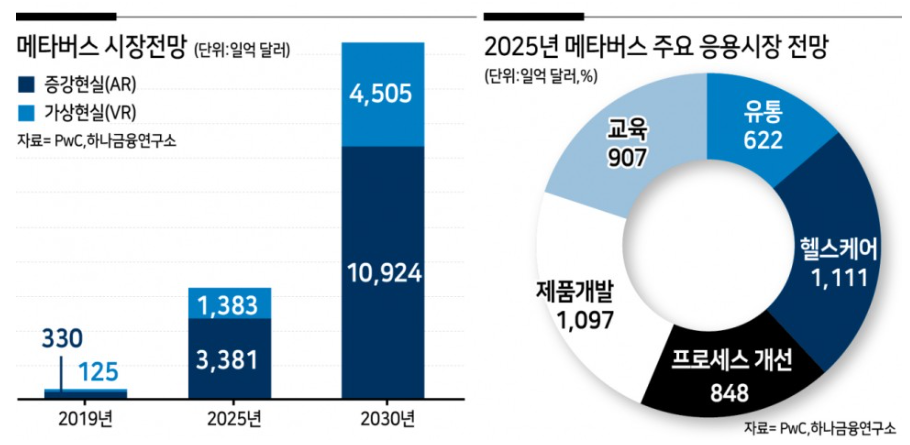 메타버스 시장전망 (단위:일억 달러)
증강현실(AR)
가상현실(VR)
자료= PwC,하나금융연구소
4,505
10,924
1,383
3,381
330
125
2019년
2025년
2030년
2025년 메타버스 주요 응용시장 전망
(단위:일억 달러,%)
유통
622
헬스케어
1,111
프로세스 개선
848
제품개발
1,097
교육
907
자료= PwC,하나금융연구소